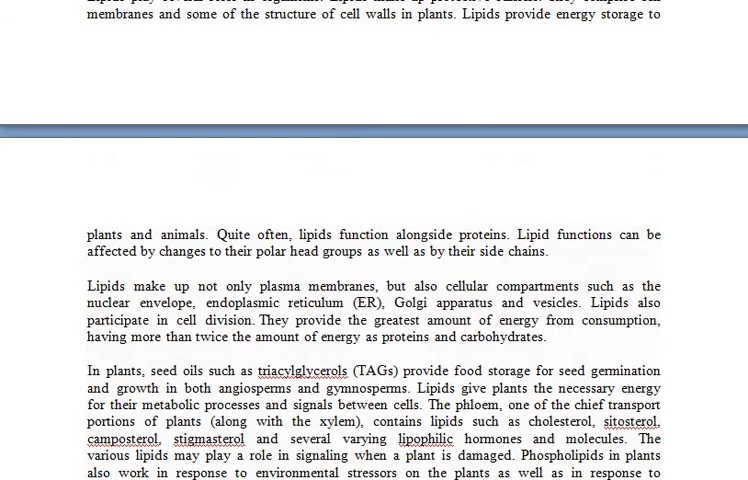 membranes and some of the structure of cell walls in plants. Lipids provide energy storage to
plants and animals. Quite often, lipids function alongside proteins. Lipid functions can be
affected by changes to their polar head groups as well as by their side chains.
Lipids make up not only plasma membranes, but also cellular compartments such as the
nuclear envelope, endoplasmic reticulum (ER), Golgi apparatus and vesicles. Lipids also
participate in cell division. They provide the greatest amount of energy from consumption,
having more than twice the amount of energy as proteins and carbohydrates.
In plants, seed oils such as triacylglycerols (TAGs) provide food storage for seed germination
and growth in both angiosperms and gymnosperms. Lipids give plants the necessary energy
for their metabolic processes and signals between cells. The phloem, one of the chief transport
portions of plants (along with the xylem), contains lipids such as cholesterol, sitosterol,
camposterol, stigmasterol and several varying lipophilic hormones and molecules. The
various lipids may play a role in signaling when a plant is damaged. Phospholipids in plants
also work in response to environmental stressors on the plants as well as in response to